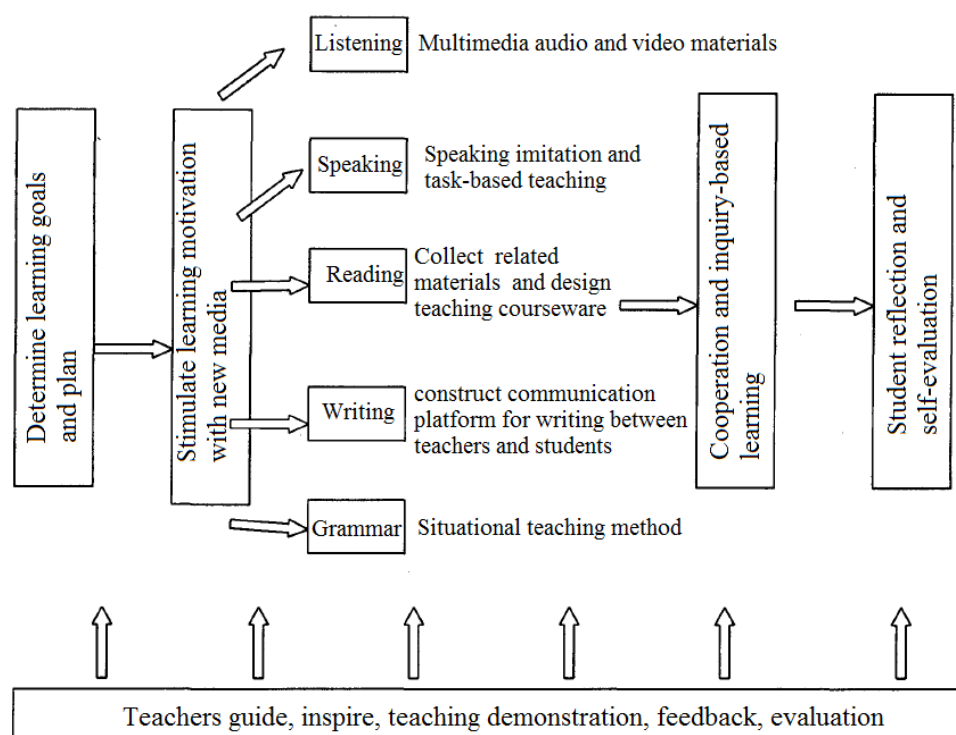 Determine learning goals
and plan
Stimulate learning motivation
with new media
Listening
Multimedia audio and video materials
Speaking
Speaking imitation and
task-based teaching
Reading
Collect related
materials and design
teaching courseware
Writing
construct communication
platform for writing between
teachers and students
Grammar
Situational teaching method
Cooperation and inquiry-based
learning
Student reflection and
self-evaluation
Teachers guide, inspire, teaching demonstration, feedback, evaluation